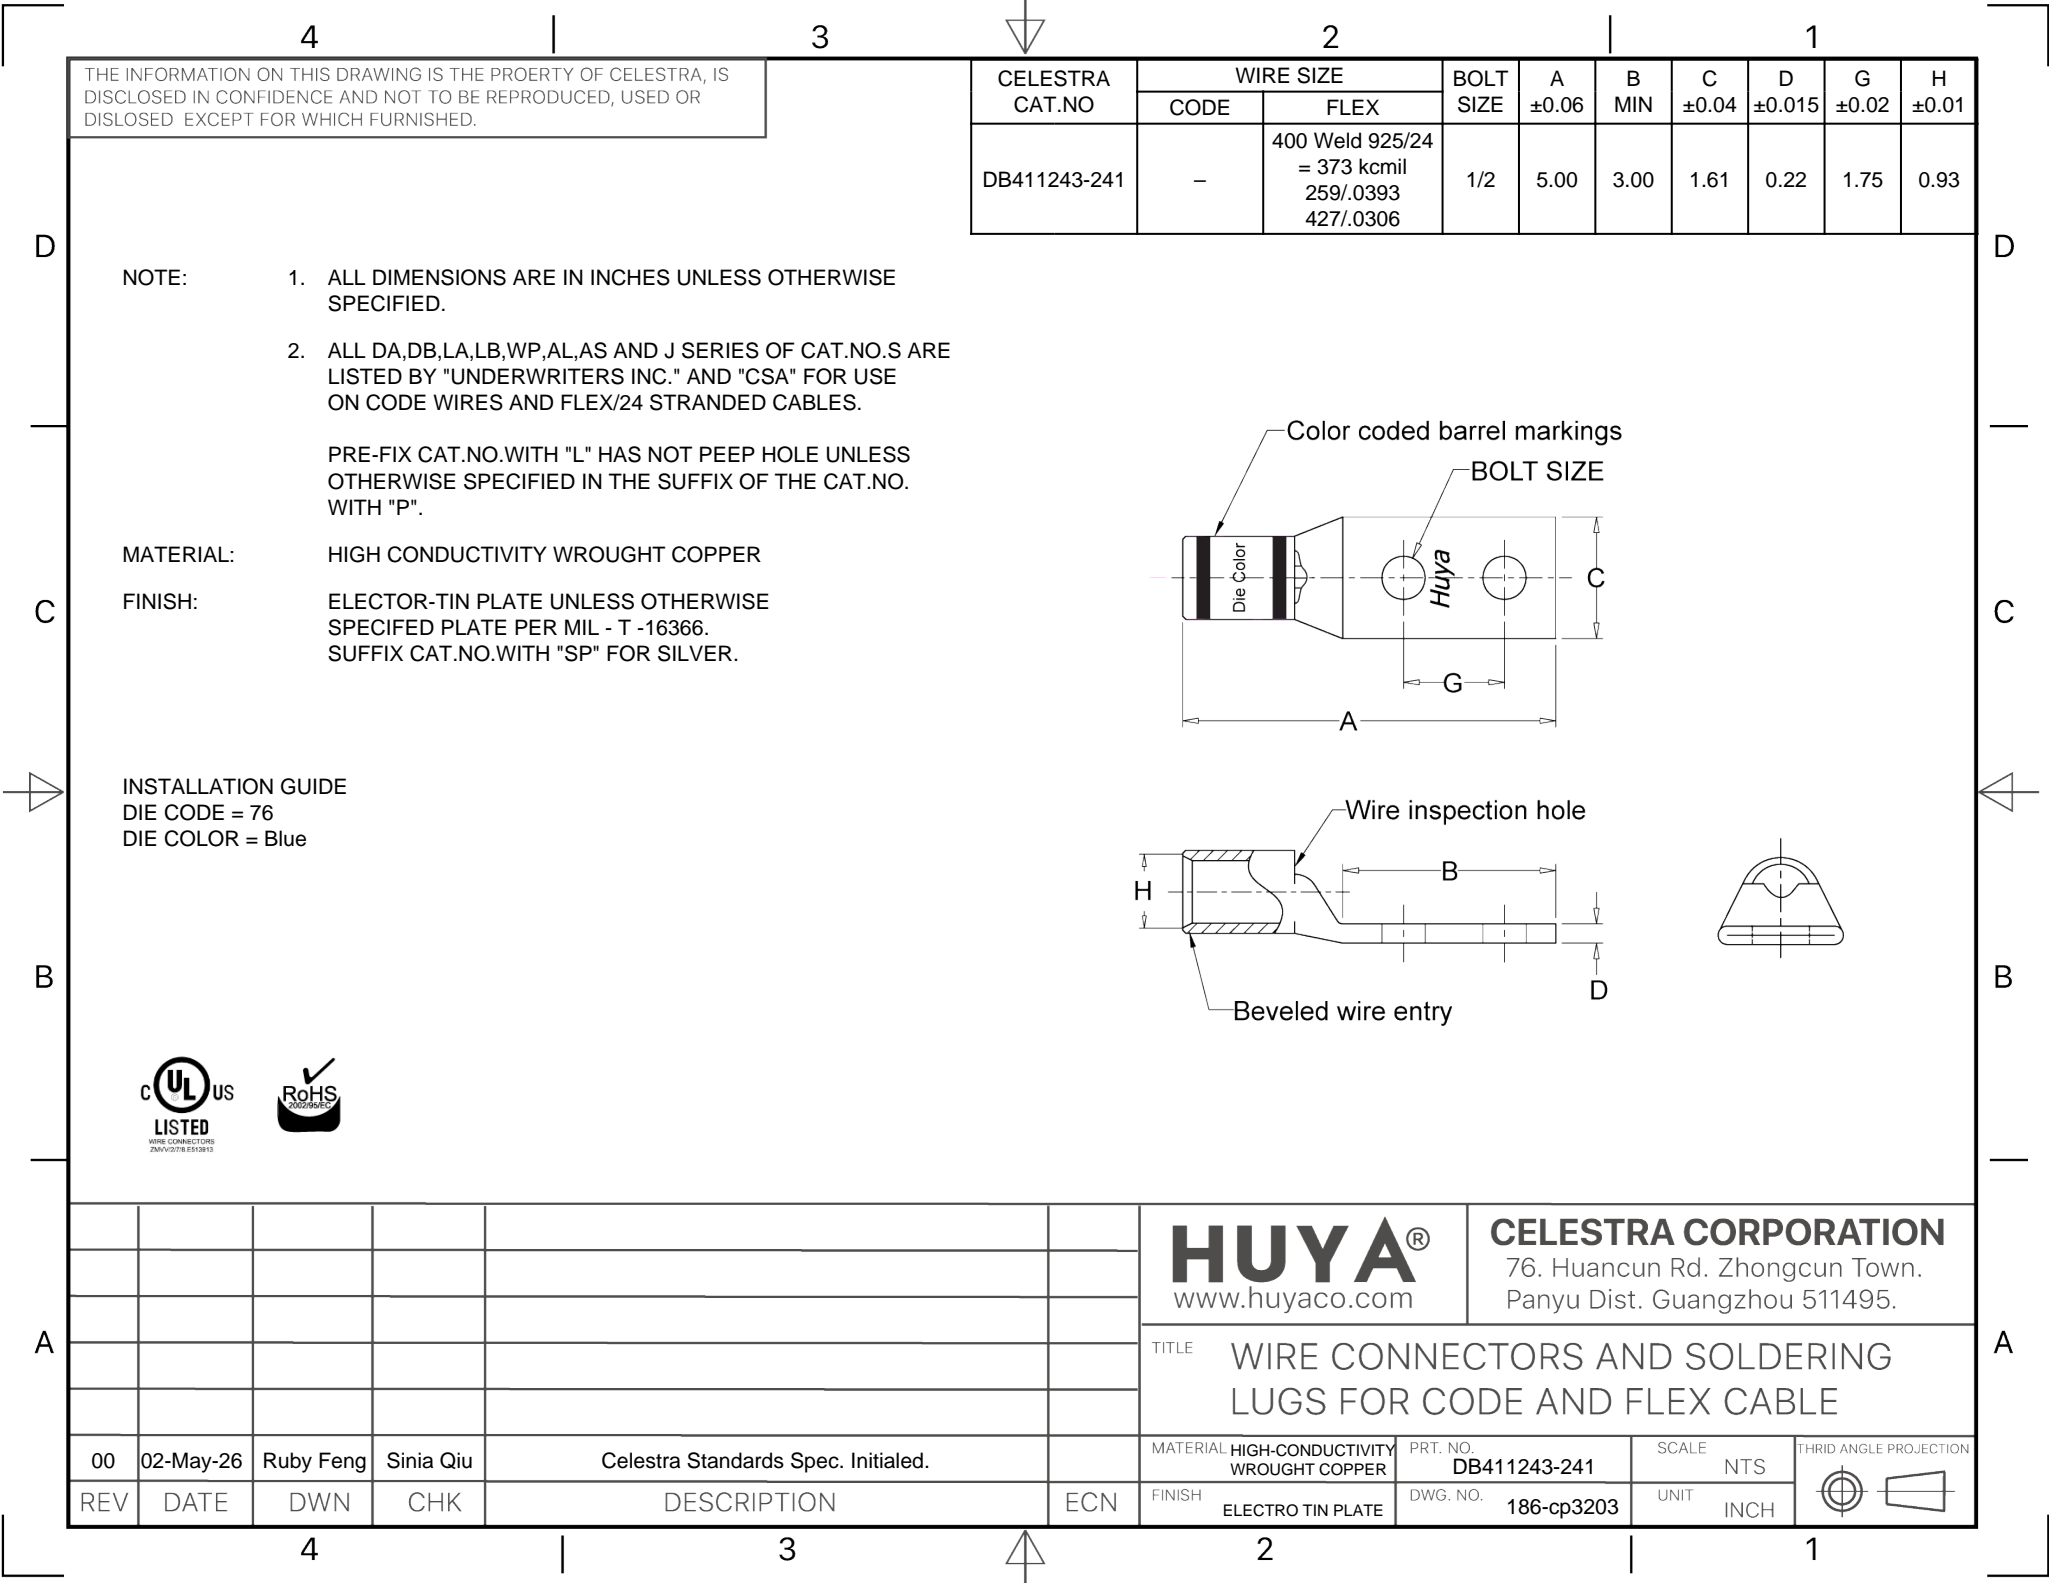 4 3 2 1
THE INFORMATION ON THIS DRAWING IS THE PROERTY OF CELESTRA, IS
DISCLOSED IN CONFIDENCE AND NOT TO BE REPRODUCED, USED OR
DISLOSED EXCEPT FOR WHICH FURNISHED.
CELESTRA CAT.NO WIRE SIZE BOLT SIZE A ±0.06 B MIN C ±0.04 D ±0.015 G ±0.02 H ±0.01
CODE FLEX
DB411243-241 – 400 Weld 925/24 1/2 5.00 3.00 1.61 0.22 1.75 0.93
= 373 kcmil
259/.0393
427/.0306
D D
NOTE: 1. ALL DIMENSIONS ARE IN INCHES UNLESS OTHERWISE
SPECIFIED.
2. ALL DA,DB,LA,LB,WP,AL,AS AND J SERIES OF CAT.NO.S ARE
LISTED BY "UNDERWRITERS INC." AND "CSA" FOR USE
ON CODE WIRES AND FLEX/24 STRANDED CABLES.
PRE-FIX CAT.NO.WITH "L" HAS NOT PEEP HOLE UNLESS
OTHERWISE SPECIFIED IN THE SUFFIX OF THE CAT.NO.
WITH "P".
MATERIAL: HIGH CONDUCTIVITY WROUGHT COPPER
FINISH: ELECTOR-TIN PLATE UNLESS OTHERWISE
SPECIFED PLATE PER MIL - T -16366.
SUFFIX CAT.NO.WITH "SP" FOR SILVER.
C C
Color coded barrel markings
BOLT SIZE
Die Color
Huya
C
G
A
INSTALLATION GUIDE
DIE CODE = 76
DIE COLOR = Blue
Wire inspection hole
B
H
D
Beveled wire entry
B B
C UL US
®
LISTED
WIRE CONNECTORS
ZMVV/2/7/8.E513913
RoHS
2002/95/EC
A A
HUYA®
www.huyaco.com
CELESTRA CORPORATION
76. Huancun Rd. Zhongcun Town.
Panyu Dist. Guangzhou 511495.
TITLE WIRE CONNECTORS AND SOLDERING
LUGS FOR CODE AND FLEX CABLE
00 02-May-26 Ruby Feng Sinia Qiu Celestra Standards Spec. Initialed.
REV DATE DWN CHK DESCRIPTION ECN
MATERIAL HIGH-CONDUCTIVITY
WROUGHT COPPER
PRT. NO.
DB411243-241
SCALE
NTS
THRID ANGLE PROJECTION
FINISH
ELECTRO TIN PLATE
DWG. NO.
186-cp3203
UNIT
INCH
4 3 2 1